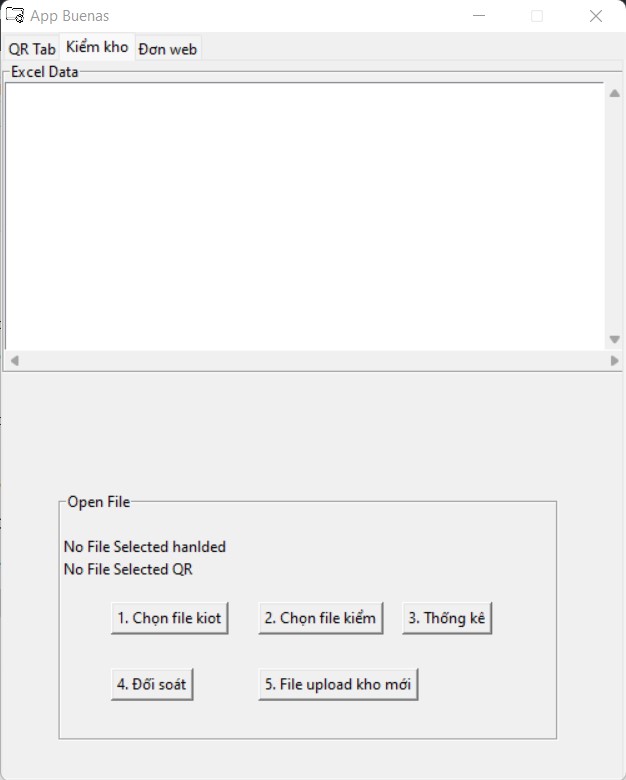 App Buenas
QR Tab Kiểm kho Đơn web
Excel Data
Open File
No File Selected hanlded
No File Selected QR
1. Chọn file kiot 2. Chọn file kiểm 3. Thống kê
4. Đối soát 5. File upload kho mới